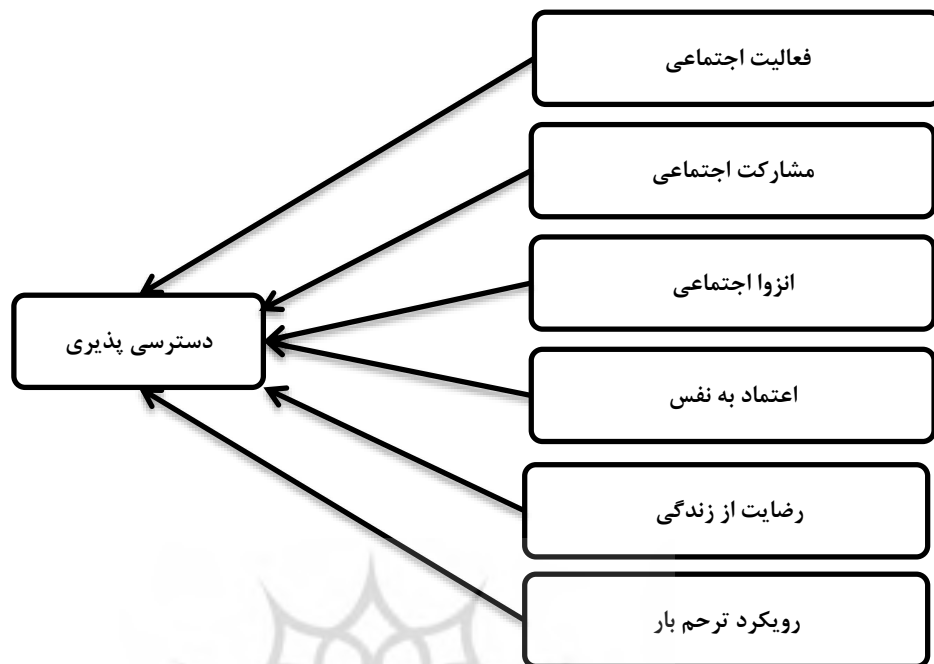 فعالیت اجتماعی
مشارکت اجتماعی
انزوا اجتماعی
دسترسی پذیری
اعتماد به نفس
رضایت از زندگی
رویکرد ترحم بار